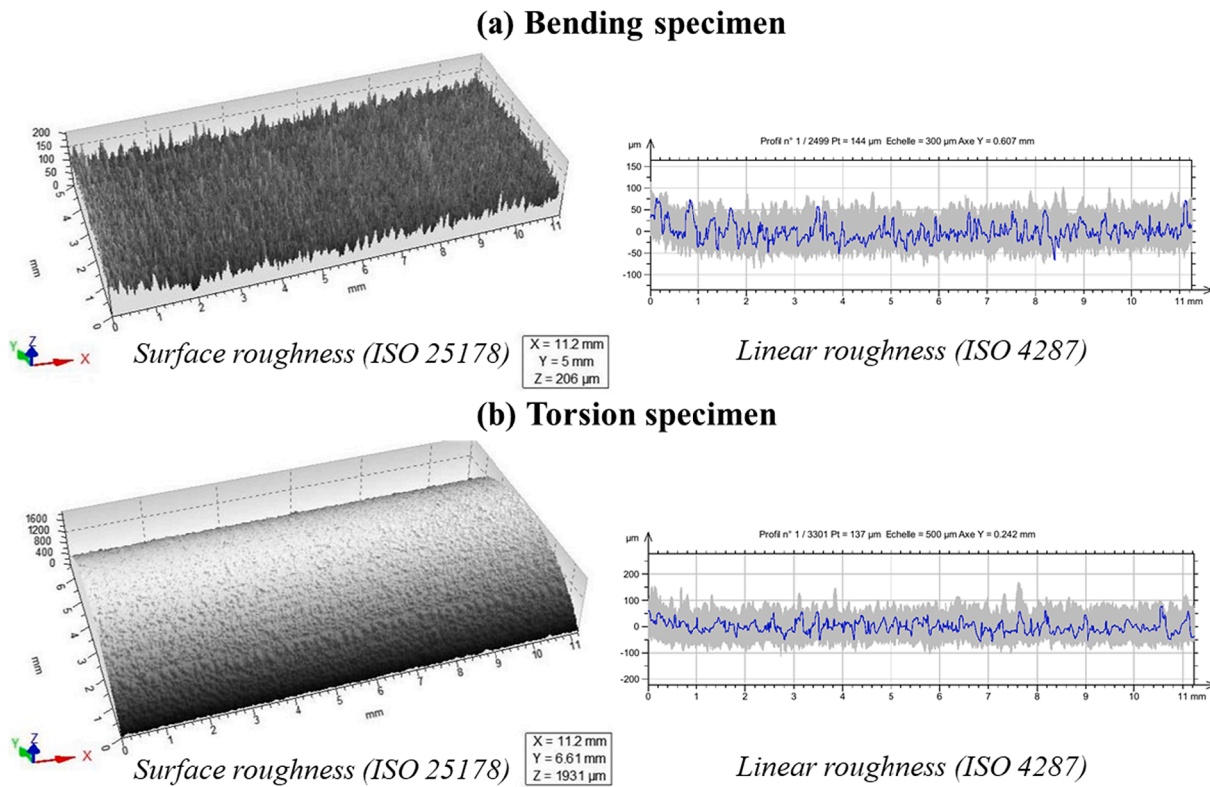 (a) Bending specimen
200
150
100
50
0
5
4
3
2
1
0
mm
0
1
2
3
4
5
6
7
8
9
10
11
mm
Y Z X
Surface roughness (ISO 25178)
X = 11.2 mm
Y = 5 mm
Z = 206 µm
Profil n° 1 / 2499 Pt = 144 µm Echelle = 300 µm Axe Y = 0.607 mm
µm
150
100
50
0
-50
-100
0 1 2 3 4 5 6 7 8 9 10 11 mm
Linear roughness (ISO 4287)
(b) Torsion specimen
1600
1200
800
400
0
6
5
4
3
2
1
0
mm
0
1
2
3
4
5
6
7
8
9
10
11
mm
Y Z X
Surface roughness (ISO 25178)
X = 11.2 mm
Y = 6.61 mm
Z = 1931 µm
Profil n° 1 / 3301 Pt = 137 µm Echelle = 500 µm Axe Y = 0.242 mm
µm
200
100
0
-100
-200
0 1 2 3 4 5 6 7 8 9 10 11 mm
Linear roughness (ISO 4287)